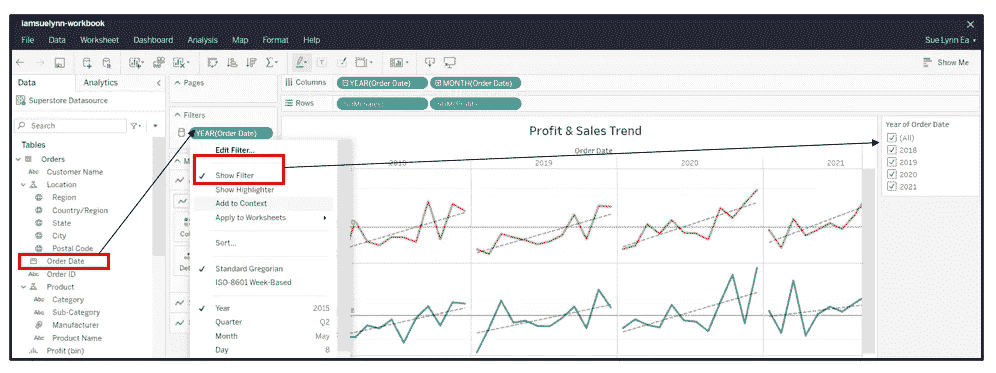 iamsuelynn-workbook
File Data Worksheet Dashboard Analysis Map Format Help Sue Lynn Ea
Show Me
Data Analytics
Superstore Datasource
Search
Tables
Orders
Customer Name
Location
Region
Country/Region
State
City
Postal Code
Order Date
Order ID
Product
Category
Sub-Category
Manufacturer
Product Name
Profit (bin)
Pages
Filters
YEAR(Order Date)
Edit Filter...
Show Filter
Show Highlighter
Add to Context
Apply to Worksheets
Sort...
Standard Gregorian
ISO-8601 Week-Based
Year 2015
Quarter Q2
Month May
Day 8
Columns YEAR(Order Date) MONTH(Order Date)
Rows
Profit & Sales Trend
Order Date
2018 2019 2020 2021
Year of Order Date
(All)
2018
2019
2020
2021